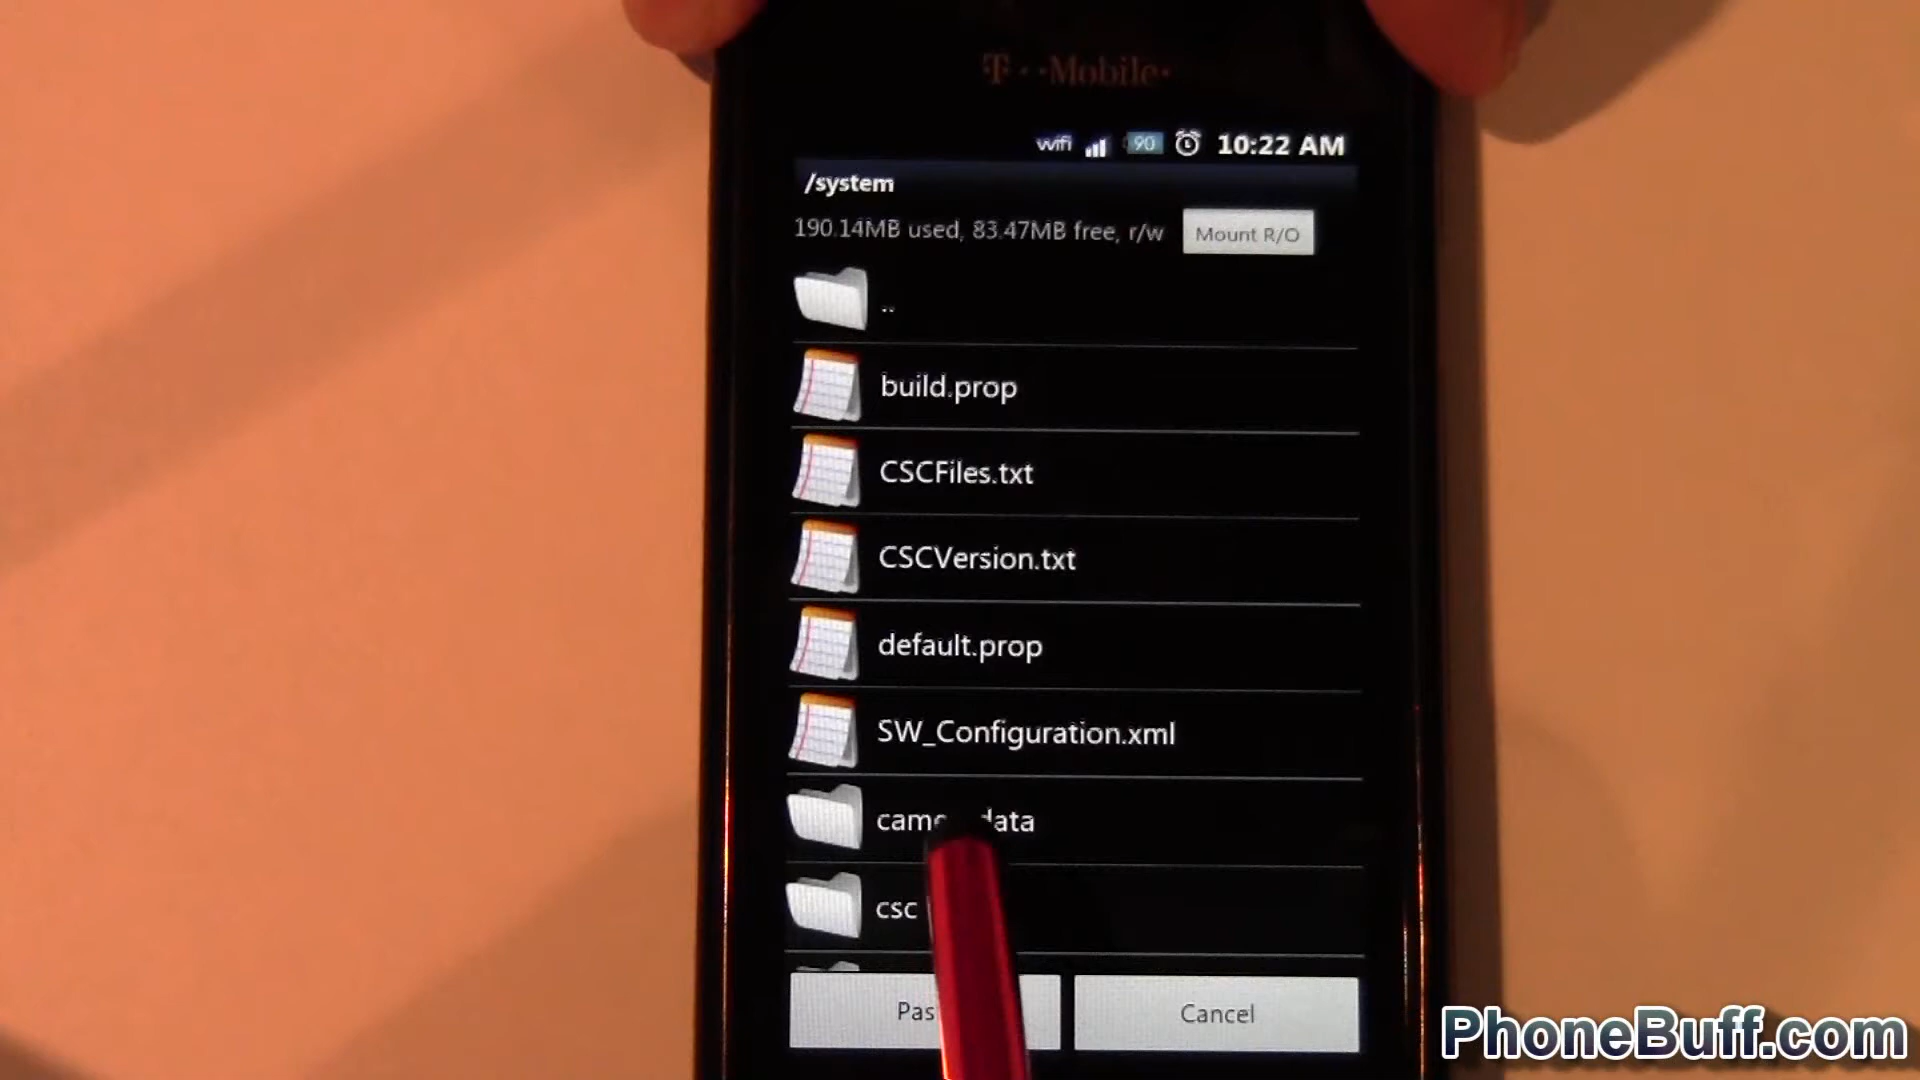 T··Mobile·
wifi 90 10:22 AM
/system
190.14MB used, 83.47MB free, r/w Mount R/O
..
build.prop
CSCFiles.txt
CSCVersion.txt
default.prop
SW_Configuration.xml
csc
Cancel
PhoneBuff.com